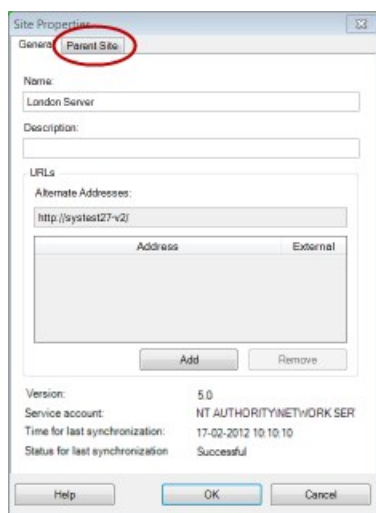 Site Properties
General Parent Site
Name:
London Server
Description:
URLs
Alternate Addresses:
http://systest27-v2/
Address External
Add Remove
Version: 5.0
Service account: NT AUTHORITY\NETWORK SER
Time for last synchronization: 17-02-2012 10:10:10
Status for last synchronization Successful
Help OK Cancel